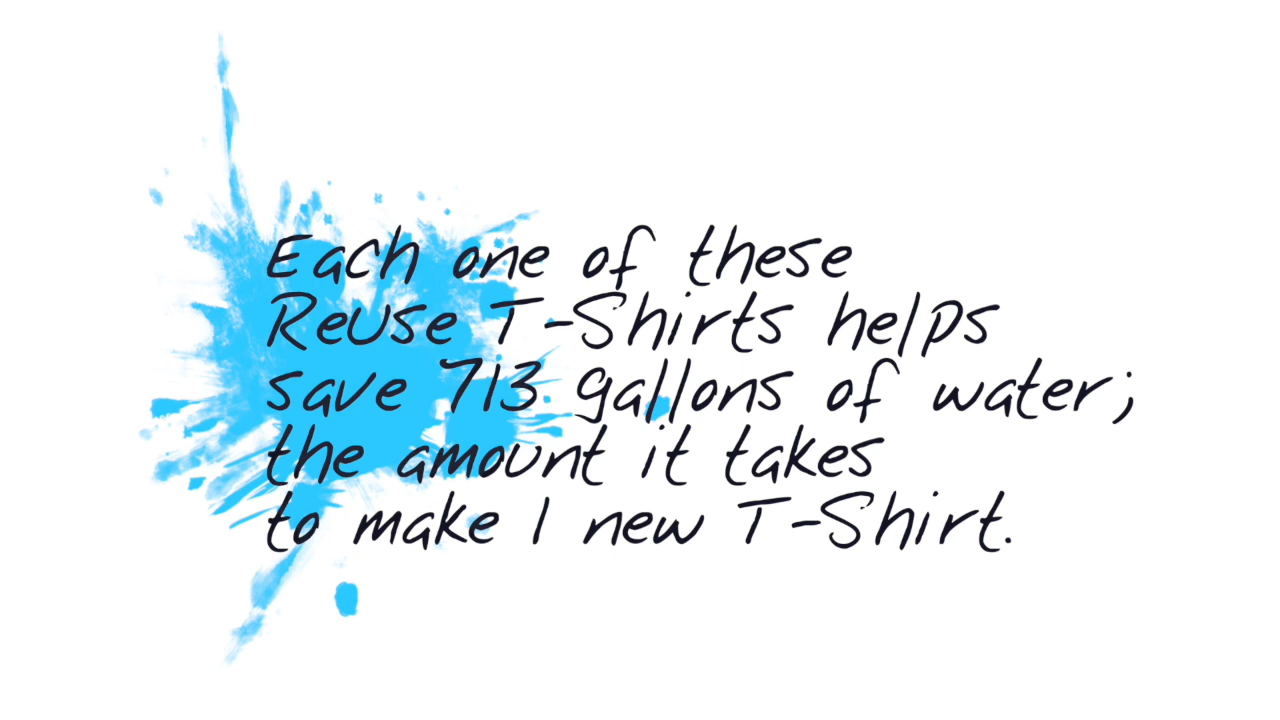 Each one of these
ReUse T-Shirts helps
save 713 gallons of water;
the amount it takes
to make 1 new T-Shirt.